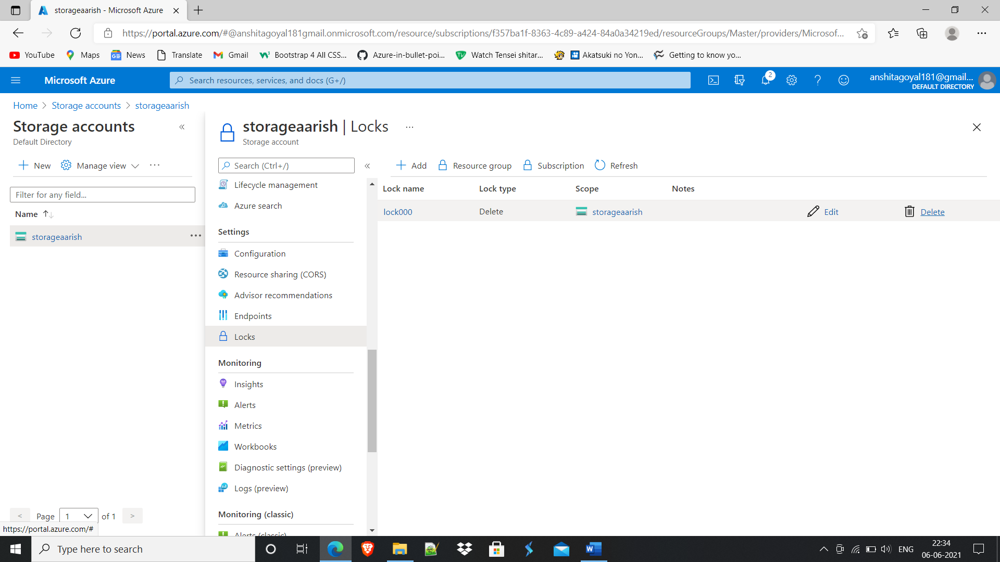 storageaarish - Microsoft Azure
https://portal.azure.com/#@anshitagoyal181gmail.onmicrosoft.com/resource/subscriptions/f357ba1f-8363-4c89-a424-84a0a34219ed/resourceGroups/Master/providers/Microsof...
YouTube Maps News Translate Gmail Bootstrap 4 All CSS... Azure-in-bullet-poi... Watch Tensei shitar... Akatsuki no Yon... Getting to know yo...
Microsoft Azure
Search resources, services, and docs (G+/)
2
anshitagoyal181@gmail...
DEFAULT DIRECTORY
Home > Storage accounts > storageaarish
Storage accounts
Default Directory
New Manage view
Filter for any field...
Name
storageaarish
< Page 1 of 1 >
https://portal.azure.com/#
storageaarish | Locks
Storage account
Search (Ctrl+/)
Lifecycle management
Azure search
Settings
Configuration
Resource sharing (CORS)
Advisor recommendations
Endpoints
Locks
Monitoring
Insights
Alerts
Metrics
Workbooks
Diagnostic settings (preview)
Logs (preview)
Monitoring (classic)
Alerts (classic)
Add Resource group Subscription Refresh
Lock name Lock type Scope Notes
lock000 Delete storageaarish Edit Delete
Type here to search
ENG
22:34
06-06-2021